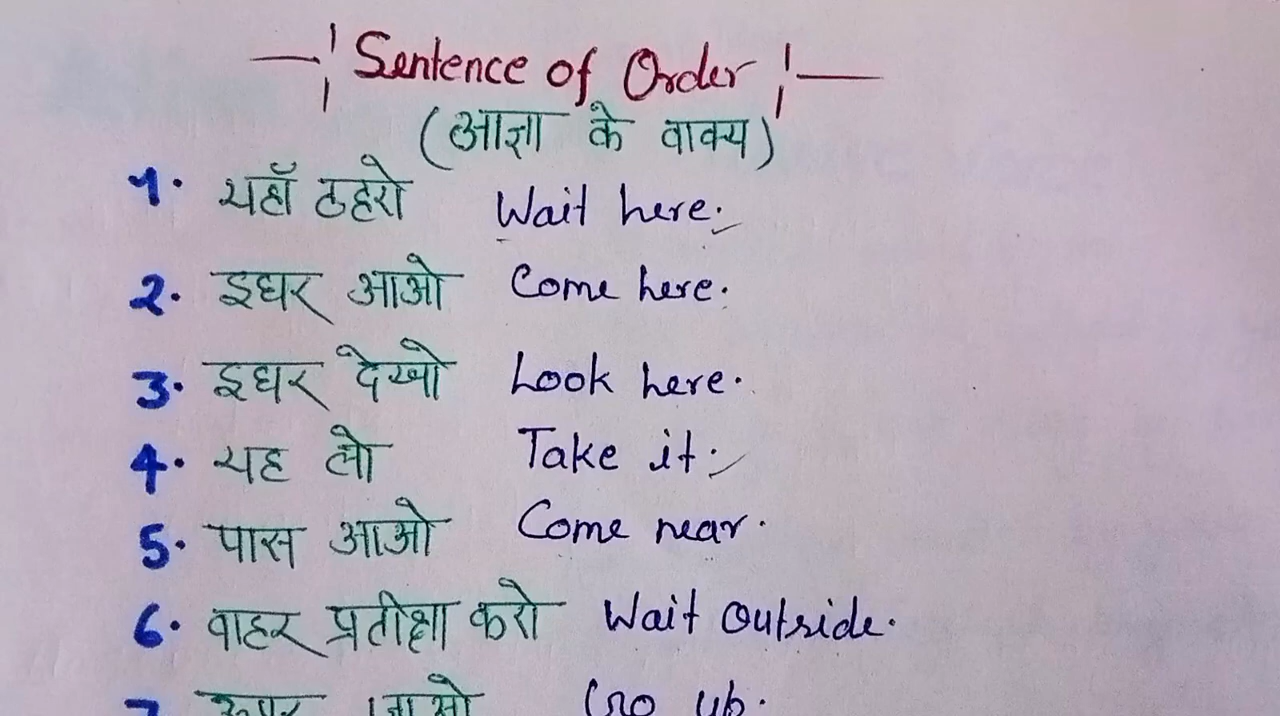 Sentence of Order
(आज्ञा के वाक्य)
1. यहाँ ठहरो Wait here.
2. इधर आओ Come here.
3. इधर देखो Look here.
4. यह लो Take it.
5. पास आओ Come near.
6. वाहर प्रतीक्षा करो Wait Outside.
7. ऊपर जाओ Go up.